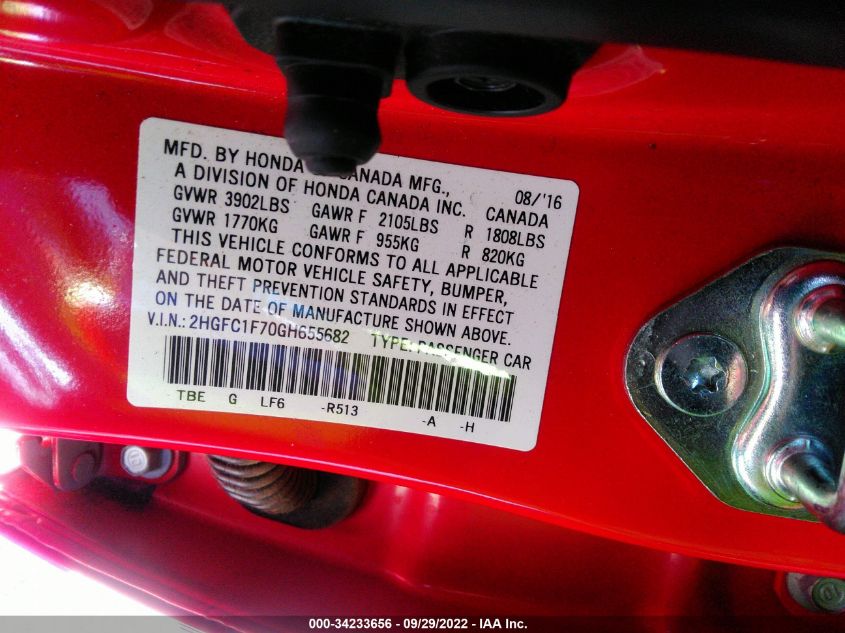 MFD. BY HONDA CANADA MFG., 08/'16
A DIVISION OF HONDA CANADA INC. CANADA
GVWR 3902LBS GAWR F 2105LBS R 1808LBS
GVWR 1770KG GAWR F 955KG R 820KG
THIS VEHICLE CONFORMS TO ALL APPLICABLE
FEDERAL MOTOR VEHICLE SAFETY, BUMPER,
AND THEFT PREVENTION STANDARDS IN EFFECT
ON THE DATE OF MANUFACTURE SHOWN ABOVE.
V.I.N.: 2HGFC1F70GH655682 TYPE: PASSENGER CAR
TBE G LF6 -R513 -A -H
000-34233656 - 09/29/2022 - IAA Inc.